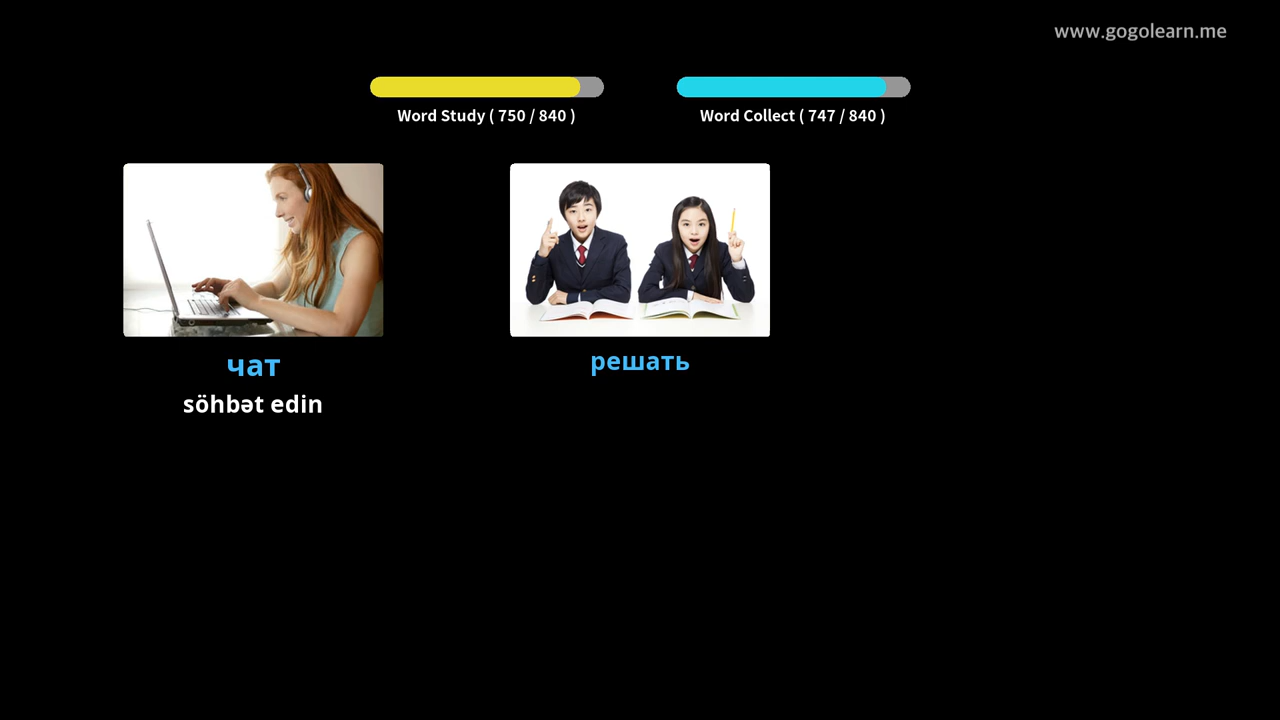 www.gogolearn.me
Word Study ( 750 / 840 )
Word Collect ( 747 / 840 )
чат
söhbət edin
решать